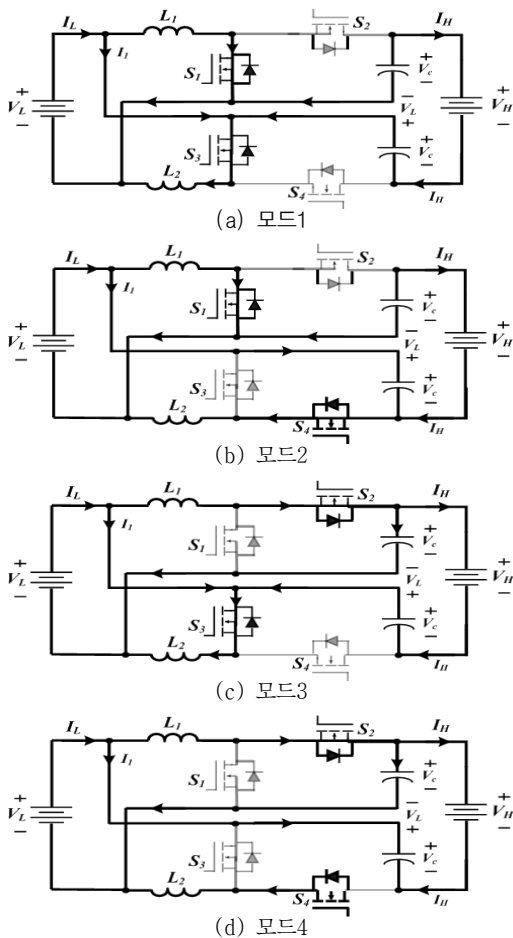 I_L L_1 S_2 I_H
I_1
+ S_1 + V_c − +
V_L − V_L V_H
− S_3 + + V_c − −
L_2 S_4 I_H
(a) 모드1
I_L L_1 S_2 I_H
I_1
+ S_1 + V_c − +
V_L − V_L V_H
− S_3 + + V_c − −
L_2 S_4 I_H
(b) 모드2
I_L L_1 S_2 I_H
I_1
+ S_1 + V_c − +
V_L − V_L V_H
− S_3 + + V_c − −
L_2 S_4 I_H
(c) 모드3
I_L L_1 S_2 I_H
I_1
+ S_1 + V_c − +
V_L − V_L V_H
− S_3 + + V_c − −
L_2 S_4 I_H
(d) 모드4